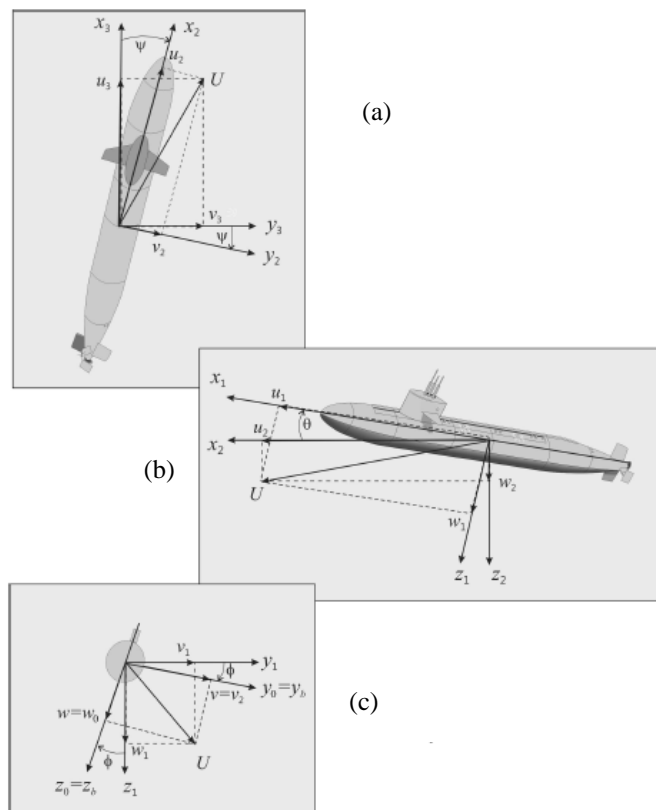 x₃
x₂
ψ
u₂
u₃
U
(a)
v₃
y₃
ψ
v₂
y₂
x₁
u₁
θ
u₂
x₂
(b)
w₂
U
w₁
z₁
z₂
v₁
y₁
ϕ
v=v₂
y₀=y_b
(c)
w=w₀
w₁
ϕ
U
z₀=z_b
z₁